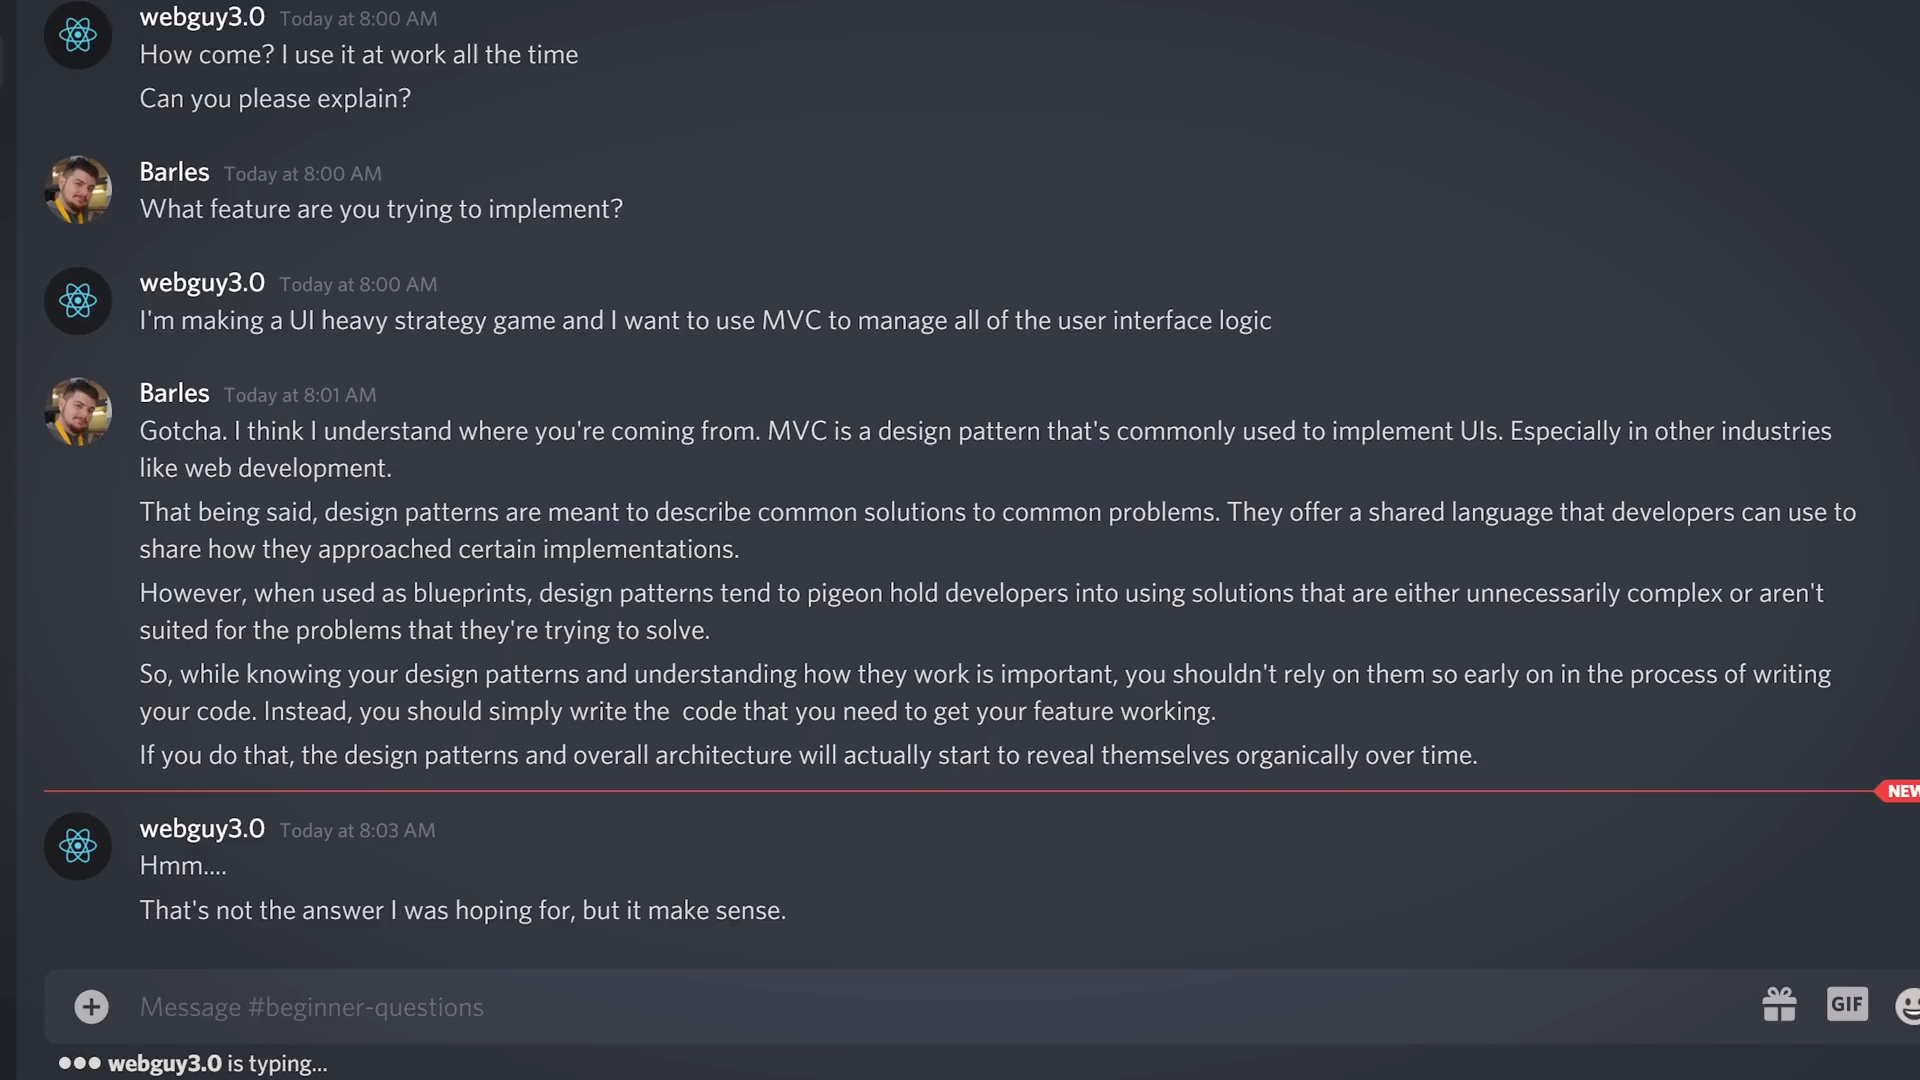 webguy3.0 Today at 8:00 AM
How come? I use it at work all the time
Can you please explain?
Barles Today at 8:00 AM
What feature are you trying to implement?
webguy3.0 Today at 8:00 AM
I'm making a UI heavy strategy game and I want to use MVC to manage all of the user interface logic
Barles Today at 8:01 AM
Gotcha. I think I understand where you're coming from. MVC is a design pattern that's commonly used to implement UIs. Especially in other industries
like web development.
That being said, design patterns are meant to describe common solutions to common problems. They offer a shared language that developers can use to
share how they approached certain implementations.
However, when used as blueprints, design patterns tend to pigeon hold developers into using solutions that are either unnecessarily complex or aren't
suited for the problems that they're trying to solve.
So, while knowing your design patterns and understanding how they work is important, you shouldn't rely on them so early on in the process of writing
your code. Instead, you should simply write the  code that you need to get your feature working.
If you do that, the design patterns and overall architecture will actually start to reveal themselves organically over time.
NEW
webguy3.0 Today at 8:03 AM
Hmm....
That's not the answer I was hoping for, but it make sense.
Message #beginner-questions
GIF
webguy3.0 is typing...